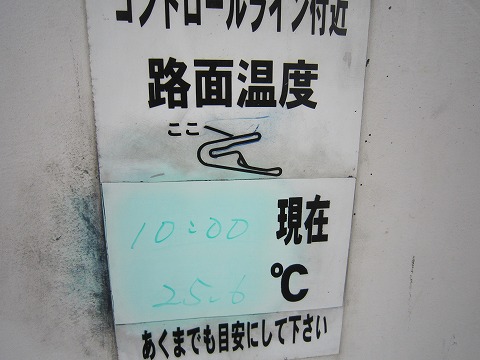 コントロールライン付近
路面温度
ここ
10:00 現在
25.6 ℃
あくまでも目安にして下さい